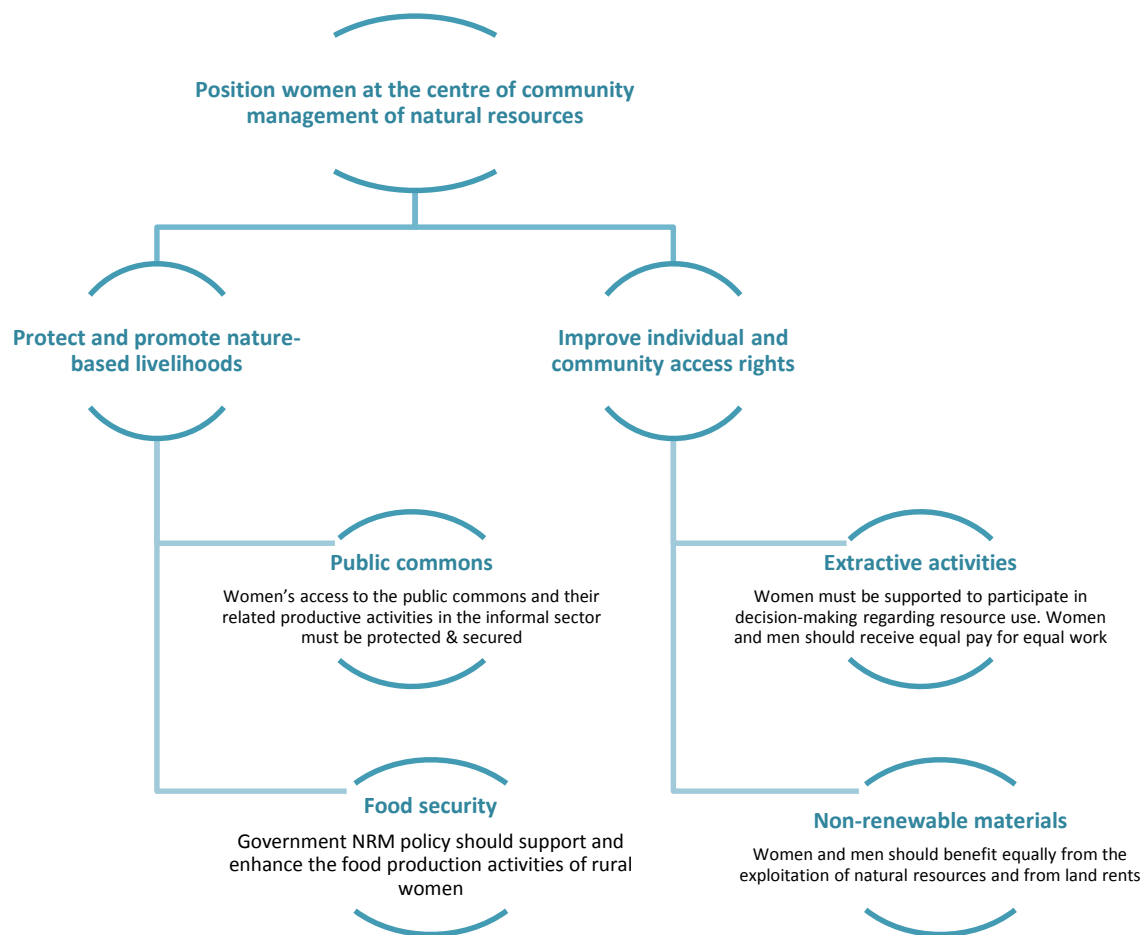 Position women at the centre of community
management of natural resources
Protect and promote nature-
based livelihoods
Improve individual and
community access rights
Public commons
Women’s access to the public commons and their
related productive activities in the informal sector
must be protected & secured
Extractive activities
Women must be supported to participate in
decision-making regarding resource use. Women
and men should receive equal pay for equal work
Food security
Government NRM policy should support and
enhance the food production activities of rural
women
Non-renewable materials
Women and men should benefit equally from the
exploitation of natural resources and from land rents